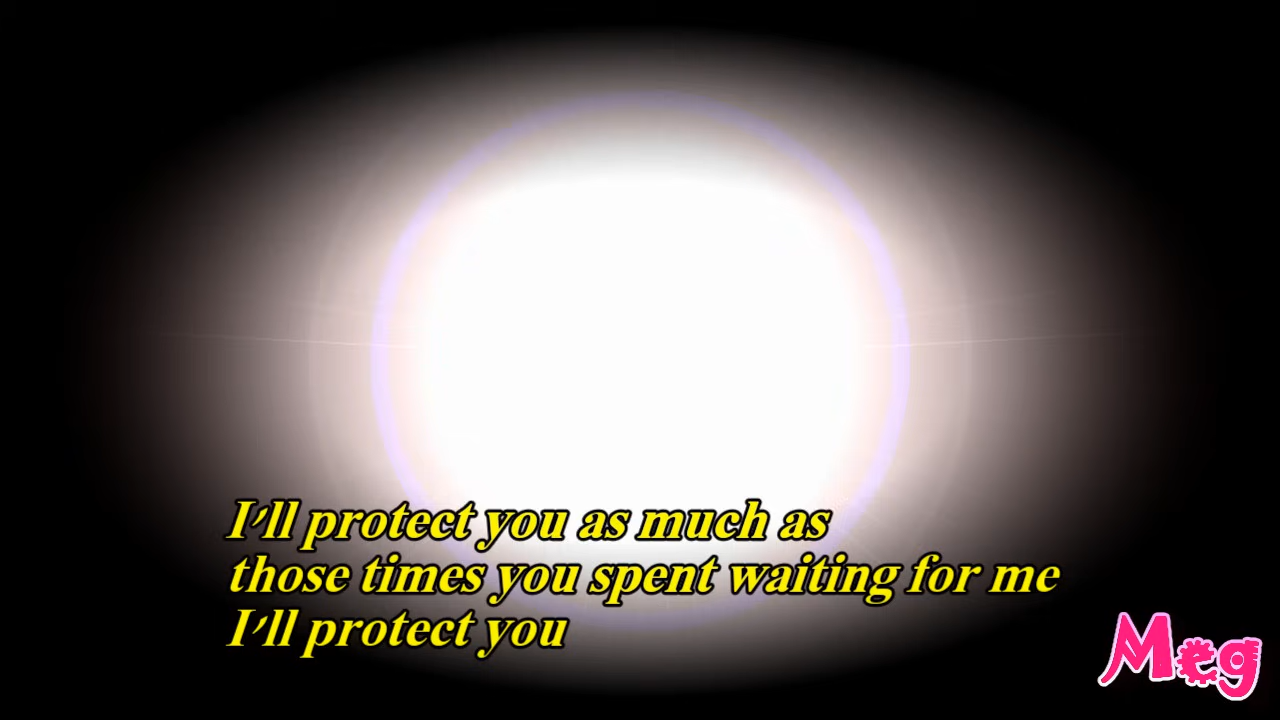 I'll protect you as much as
those times you spent waiting for me
I'll protect you
Meg